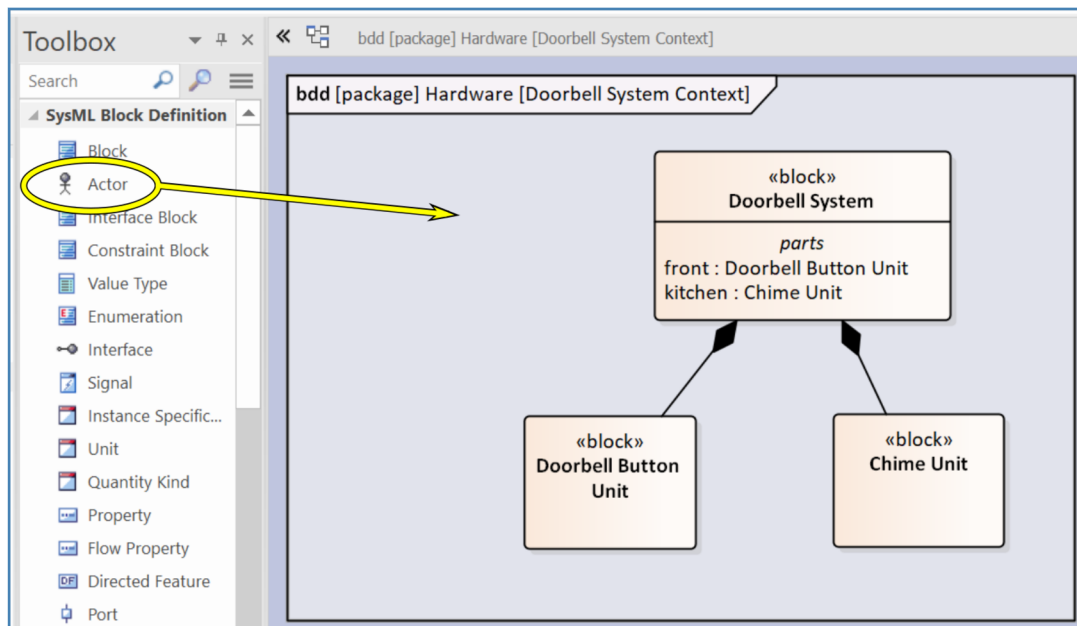 Toolbox
Search
SysML Block Definition
Block
Actor
Interface Block
Constraint Block
Value Type
Enumeration
Interface
Signal
Instance Specific...
Unit
Quantity Kind
Property
Flow Property
DF Directed Feature
Port
bdd [package] Hardware [Doorbell System Context]
bdd [package] Hardware [Doorbell System Context]
«block»
Doorbell System
parts
front : Doorbell Button Unit
kitchen : Chime Unit
«block»
Doorbell Button
Unit
«block»
Chime Unit